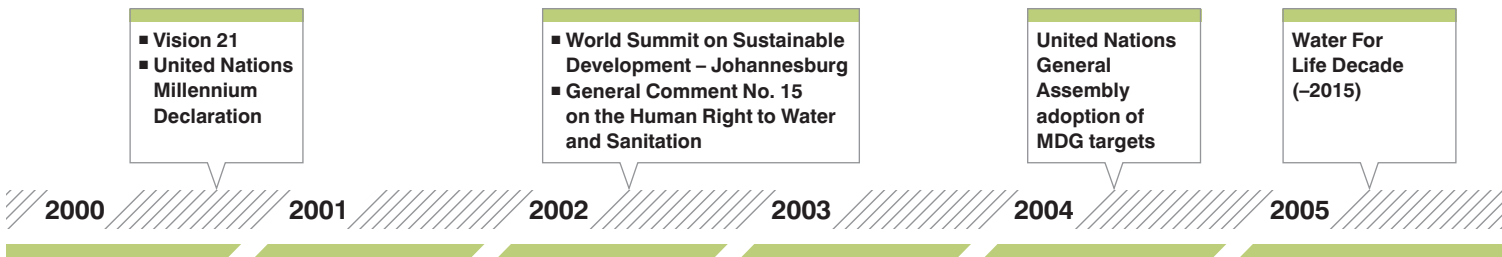 ■ Vision 21
■ United Nations
Millennium
Declaration
■ World Summit on Sustainable
Development – Johannesburg
■ General Comment No. 15
on the Human Right to Water
and Sanitation
United Nations
General
Assembly
adoption of
MDG targets
Water For
Life Decade
(–2015)
2000 2001 2002 2003 2004 2005